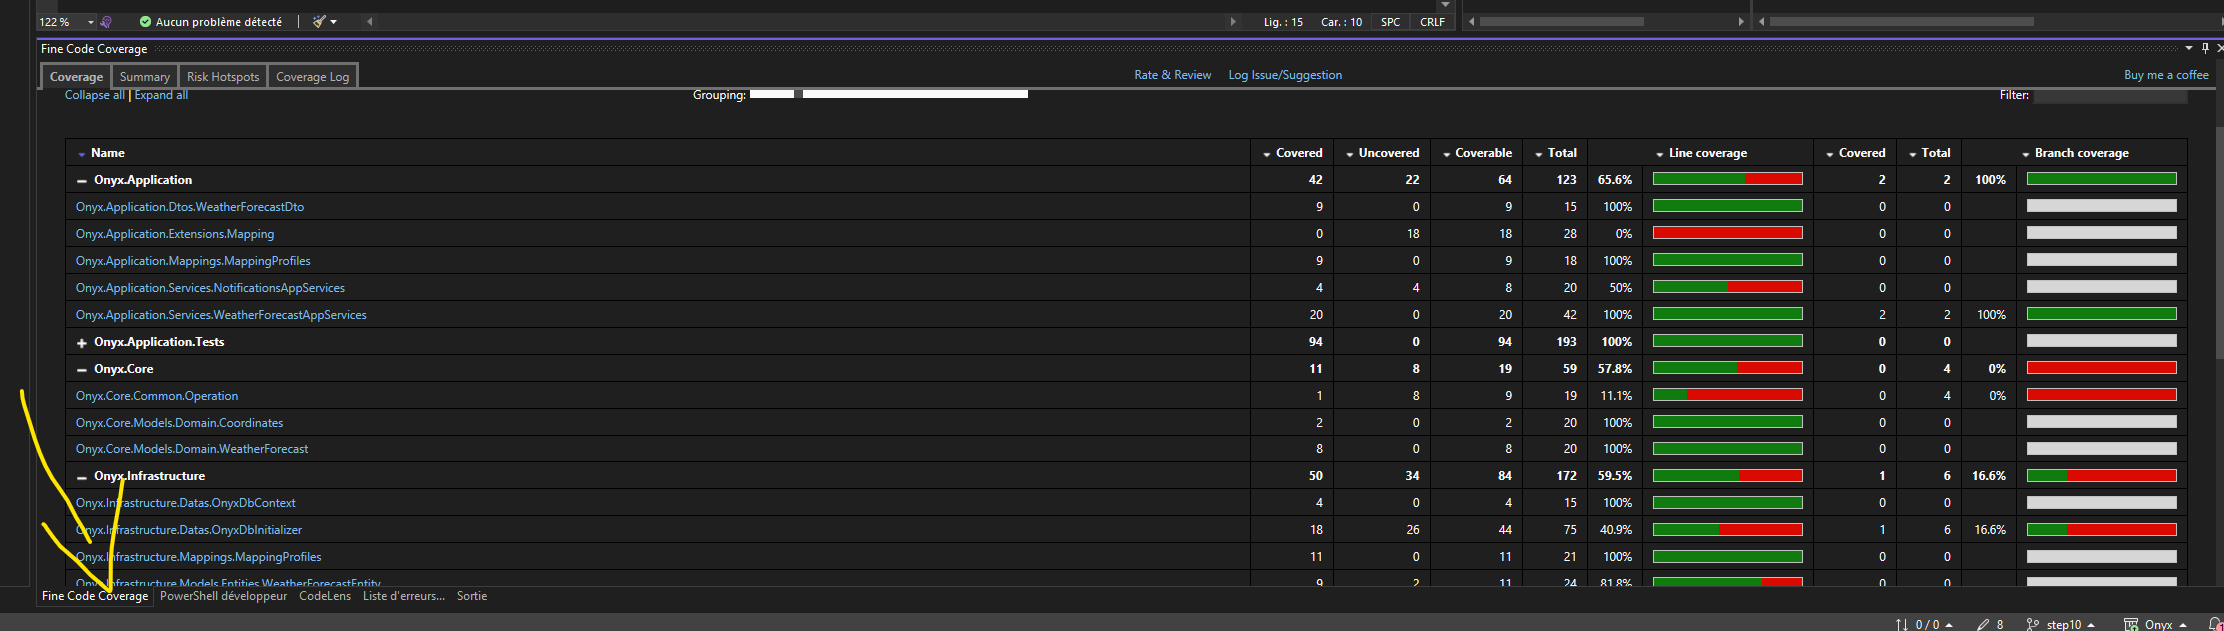 122 % Aucun problème détecté Lig. : 15 Car. : 10 SPC CRLF
Fine Code Coverage
Coverage Summary Risk Hotspots Coverage Log Rate & Review Log Issue/Suggestion Buy me a coffee
Collapse all | Expand all Grouping: Filter:
Name Covered Uncovered Coverable Total Line coverage Covered Total Branch coverage
Onyx.Application 42 22 64 123 65.6% 2 2 100%
Onyx.Application.Dtos.WeatherForecastDto 9 0 9 15 100% 0 0
Onyx.Application.Extensions.Mapping 0 18 18 28 0% 0 0
Onyx.Application.Mappings.MappingProfiles 9 0 9 18 100% 0 0
Onyx.Application.Services.NotificationsAppServices 4 4 8 20 50% 0 0
Onyx.Application.Services.WeatherForecastAppServices 20 0 20 42 100% 2 2 100%
Onyx.Application.Tests 94 0 94 193 100% 0 0
Onyx.Core 11 8 19 59 57.8% 0 4 0%
Onyx.Core.Common.Operation 1 8 9 19 11.1% 0 4 0%
Onyx.Core.Models.Domain.Coordinates 2 0 2 20 100% 0 0
Onyx.Core.Models.Domain.WeatherForecast 8 0 8 20 100% 0 0
Onyx.Infrastructure 50 34 84 172 59.5% 1 6 16.6%
Onyx.Infrastructure.Datas.OnyxDbContext 4 0 4 15 100% 0 0
Onyx.Infrastructure.Datas.OnyxDbInitializer 18 26 44 75 40.9% 1 6 16.6%
Onyx.Infrastructure.Mappings.MappingProfiles 11 0 11 21 100% 0 0
Onyx.Infrastructure.Models.Entities.WeatherForecastEntity 9 2 11 24 81.8% 0 0
Fine Code Coverage PowerShell développeur CodeLens Liste d'erreurs... Sortie
0 / 0 8 step10 Onyx